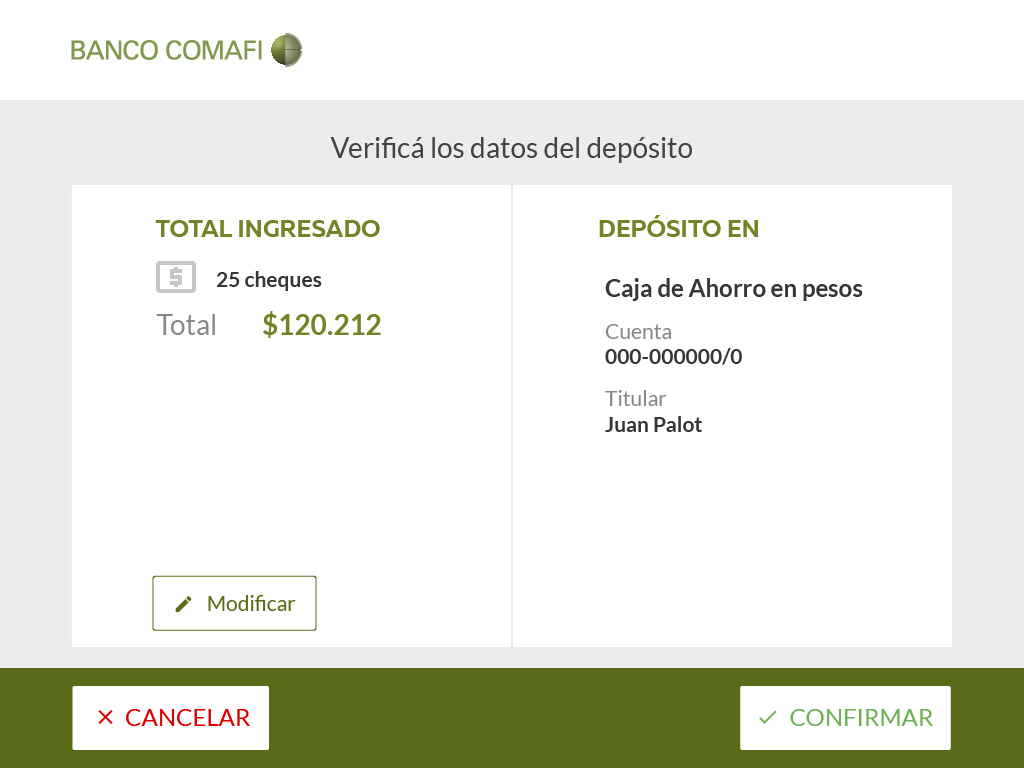 BANCO COMAFI
Verificá los datos del depósito
TOTAL INGRESADO
25 cheques
Total $120.212
Modificar
DEPÓSITO EN
Caja de Ahorro en pesos
Cuenta
000-000000/0
Titular
Juan Palot
CANCELAR
CONFIRMAR